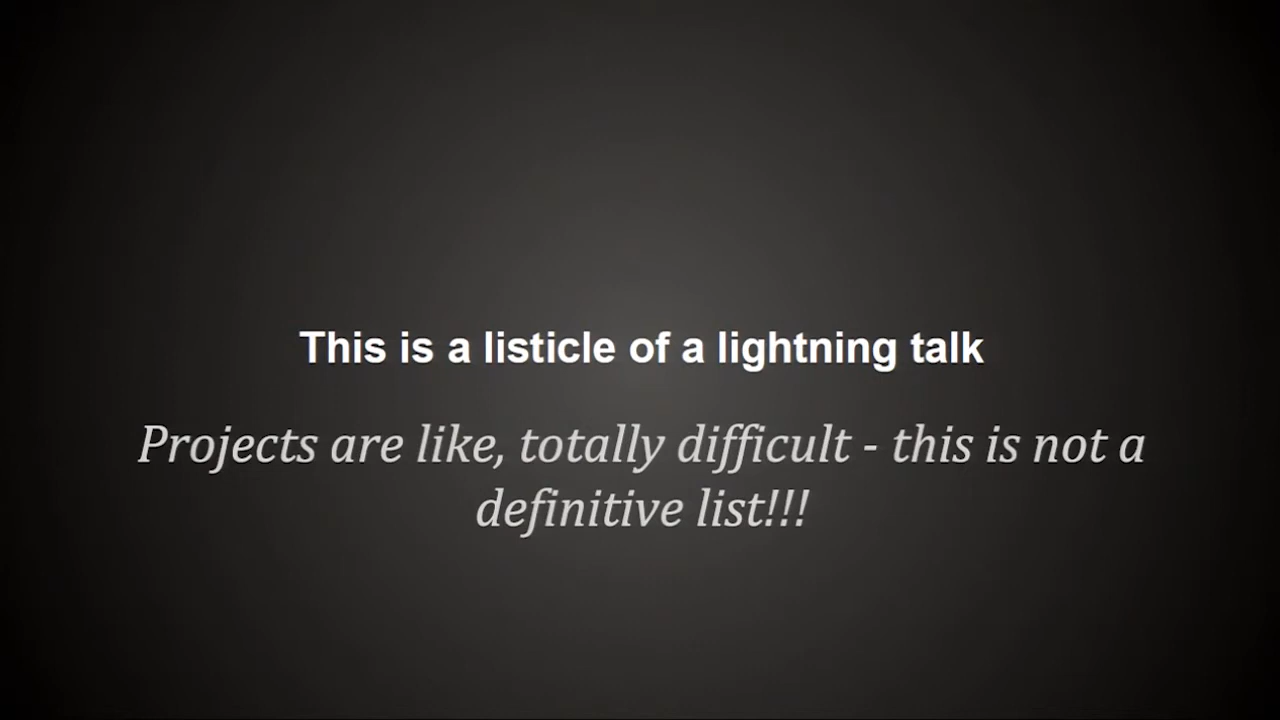 This is a listicle of a lightning talk
Projects are like, totally difficult - this is not a
definitive list!!!